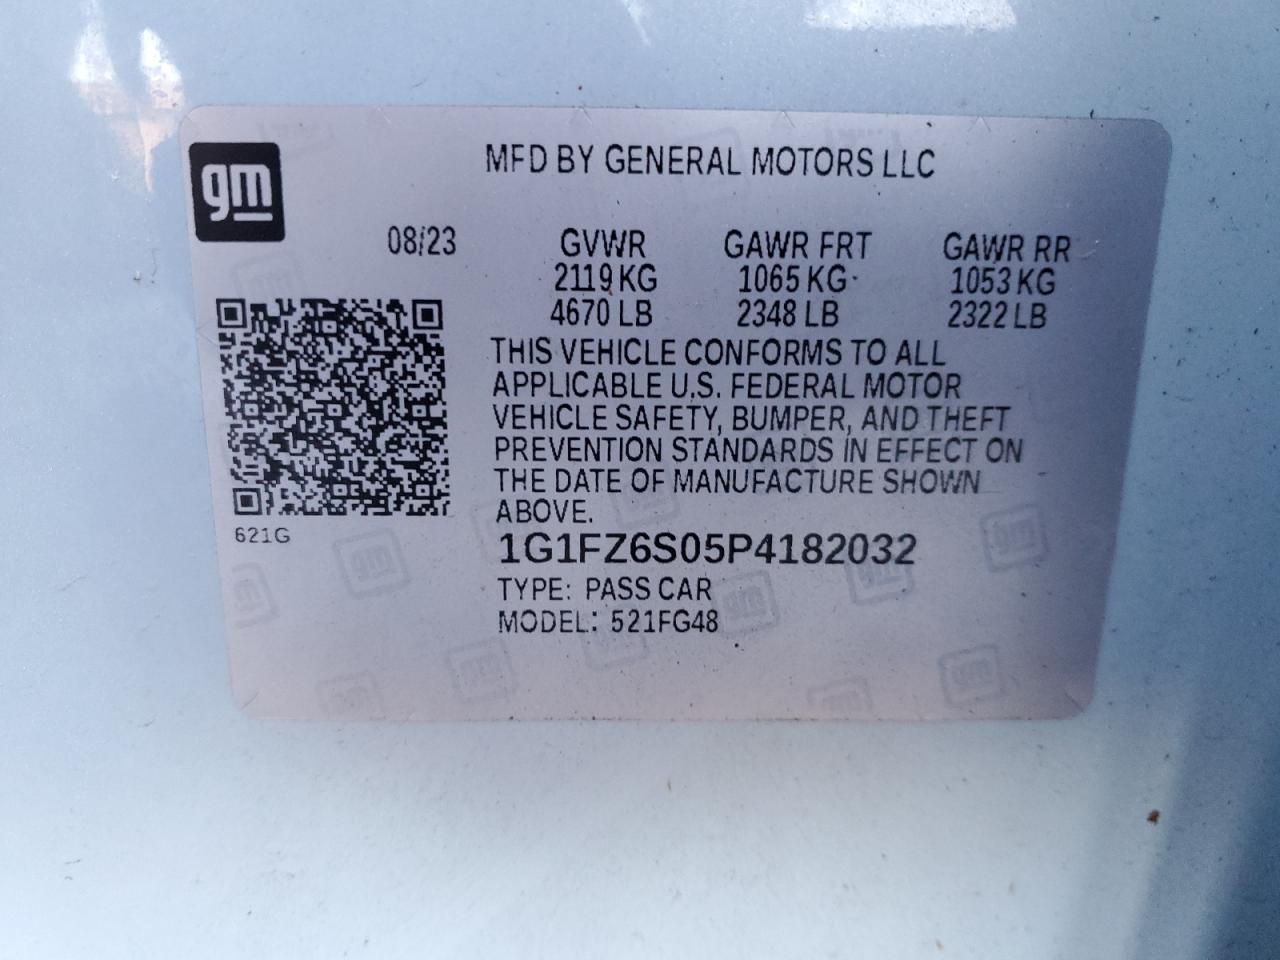 gm
MFD BY GENERAL MOTORS LLC
08/23 GVWR GAWR FRT GAWR RR
2119 KG 1065 KG 1053 KG
4670 LB 2348 LB 2322 LB
THIS VEHICLE CONFORMS TO ALL
APPLICABLE U.S. FEDERAL MOTOR
VEHICLE SAFETY, BUMPER, AND THEFT
PREVENTION STANDARDS IN EFFECT ON
THE DATE OF MANUFACTURE SHOWN
ABOVE.
621G
1G1FZ6S05P4182032
TYPE: PASS CAR
MODEL: 521FG48